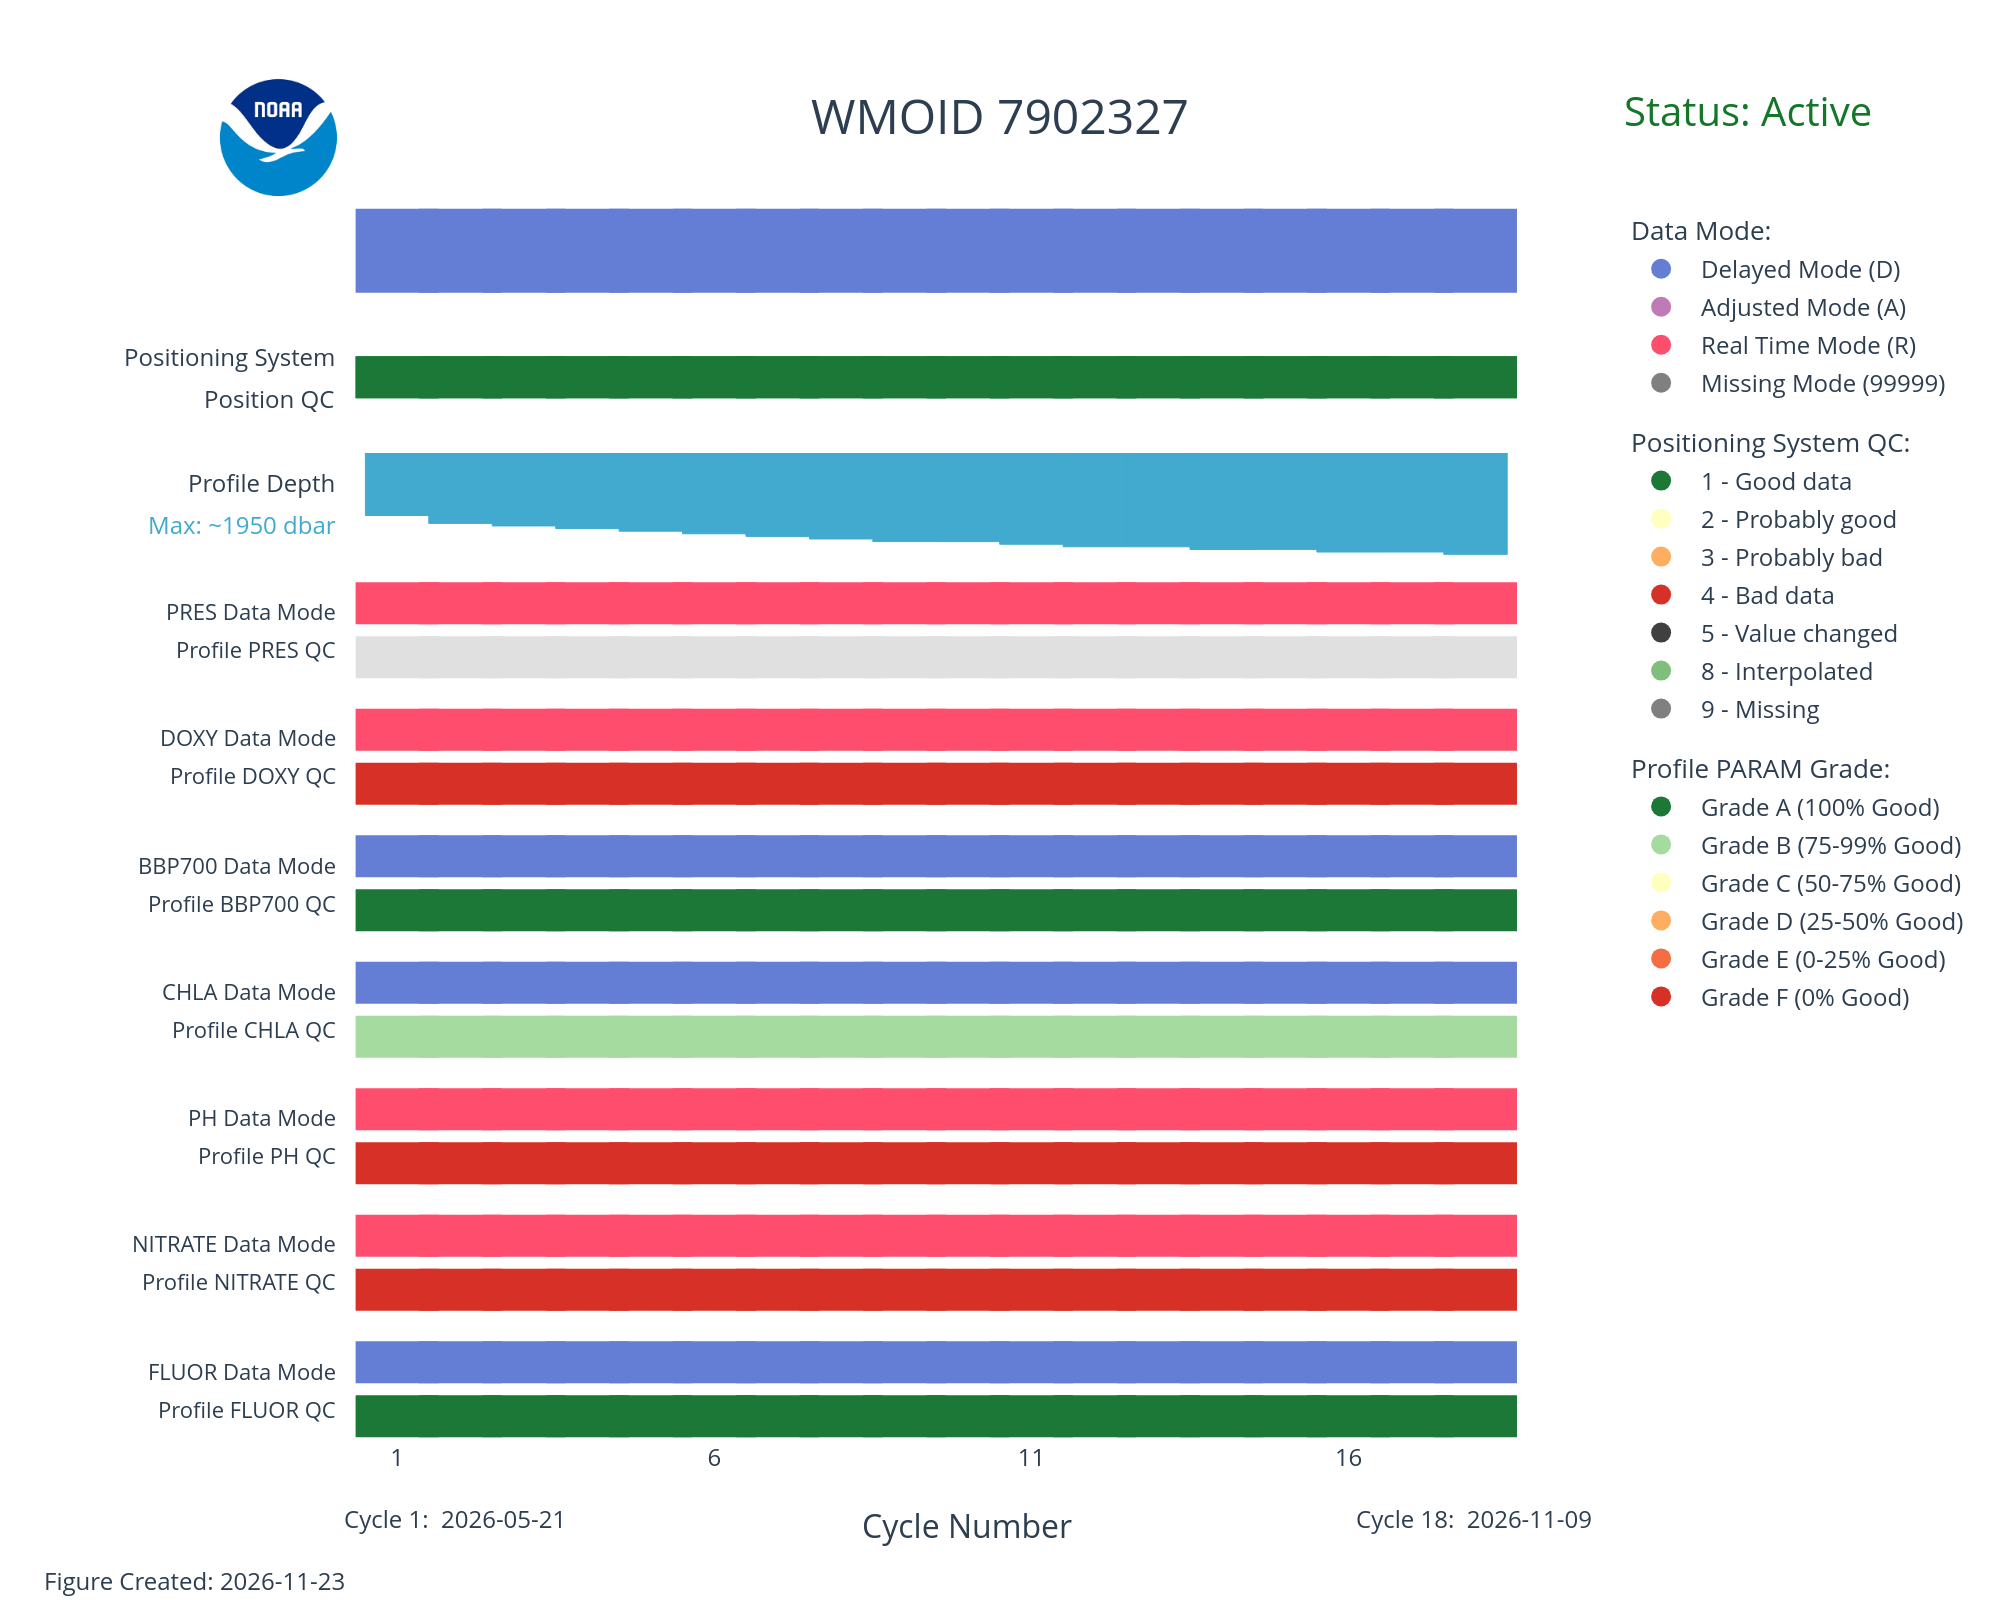 NOAA
WMOID 7902327
Status: Active
Positioning System
Position QC
Profile Depth
Max: ~1950 dbar
PRES Data Mode
Profile PRES QC
DOXY Data Mode
Profile DOXY QC
BBP700 Data Mode
Profile BBP700 QC
CHLA Data Mode
Profile CHLA QC
PH Data Mode
Profile PH QC
NITRATE Data Mode
Profile NITRATE QC
FLUOR Data Mode
Profile FLUOR QC
1 6 11 16
Cycle 1: 2026-05-21
Cycle Number
Cycle 18: 2026-11-09
Figure Created: 2026-11-23
Data Mode:
Delayed Mode (D)
Adjusted Mode (A)
Real Time Mode (R)
Missing Mode (99999)
Positioning System QC:
1 - Good data
2 - Probably good
3 - Probably bad
4 - Bad data
5 - Value changed
8 - Interpolated
9 - Missing
Profile PARAM Grade:
Grade A (100% Good)
Grade B (75-99% Good)
Grade C (50-75% Good)
Grade D (25-50% Good)
Grade E (0-25% Good)
Grade F (0% Good)